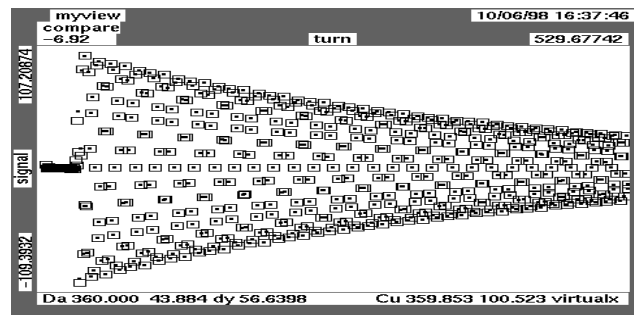 myview 10/06/98 16:37:46
compare
-6.92 turn 529.67742
107.20874
signal
-109.3932
Da 360.000 43.884 dy 56.6398 Cu 359.853 100.523 virtualx